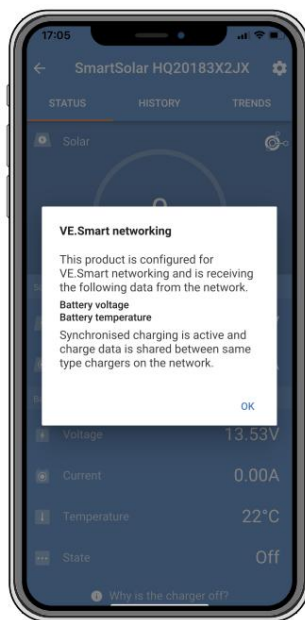 17:05
SmartSolar HQ20183X2JX
STATUS HISTORY TRENDS
Solar
VE.Smart networking
This product is configured for
VE.Smart networking and is receiving
the following data from the network.
Battery voltage
Battery temperature
Synchronised charging is active and
charge data is shared between same
type chargers on the network.
OK
Voltage 13.53V
Current 0.00A
Temperature 22°C
State Off
Why is the charger off?